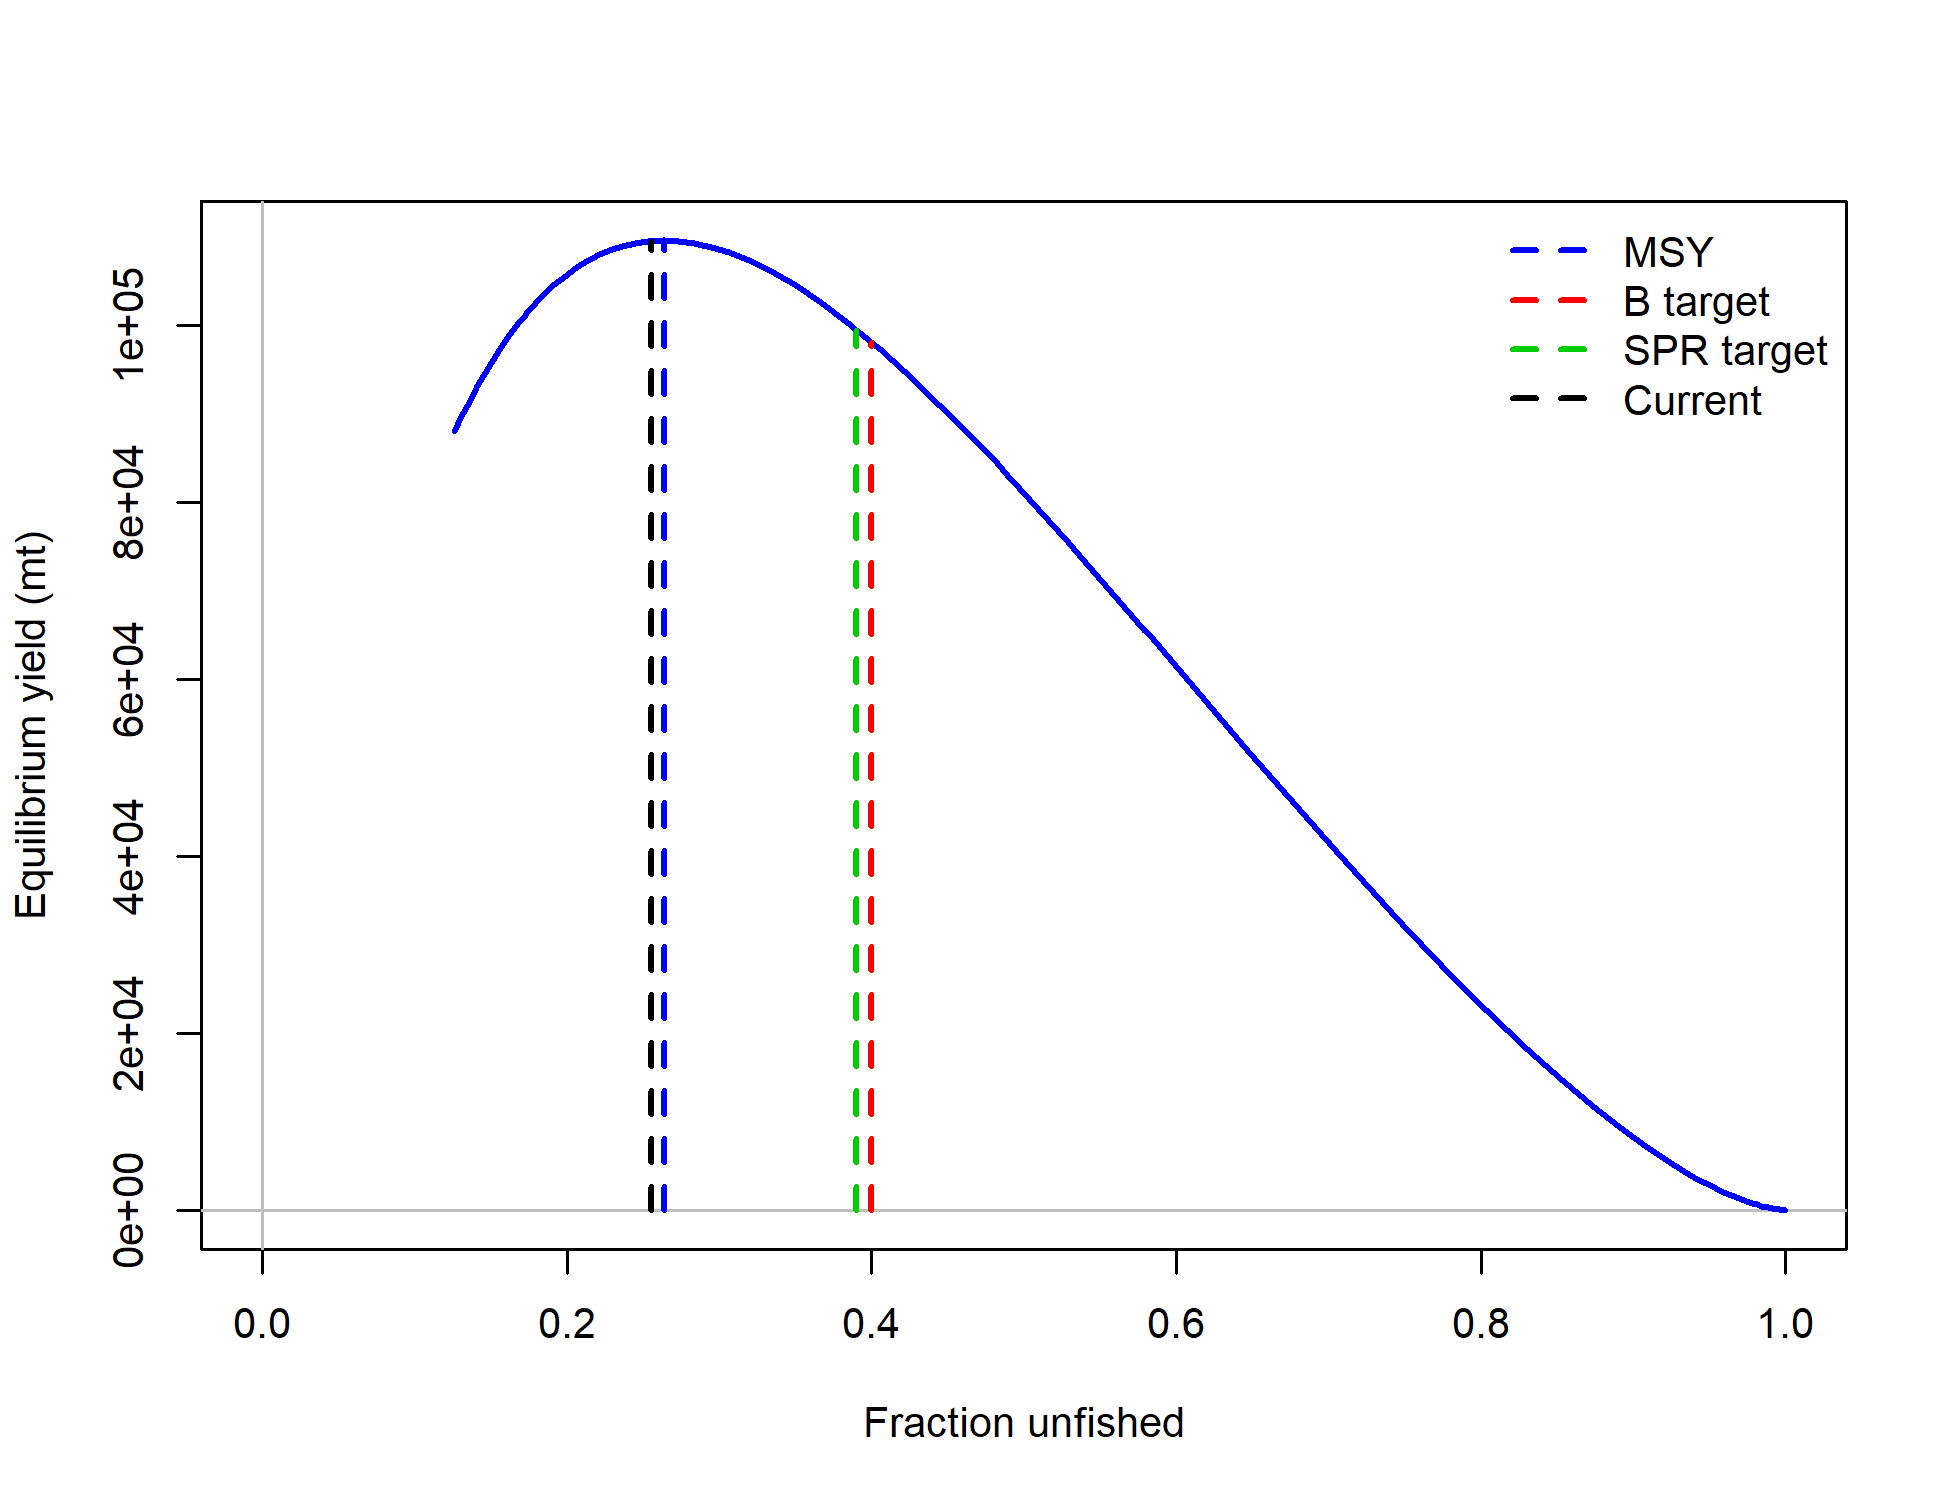 MSY
B target
SPR target
Current
Equilibrium yield (mt)
1e+05
8e+04
6e+04
4e+04
2e+04
0e+00
0.0 0.2 0.4 0.6 0.8 1.0
Fraction unfished